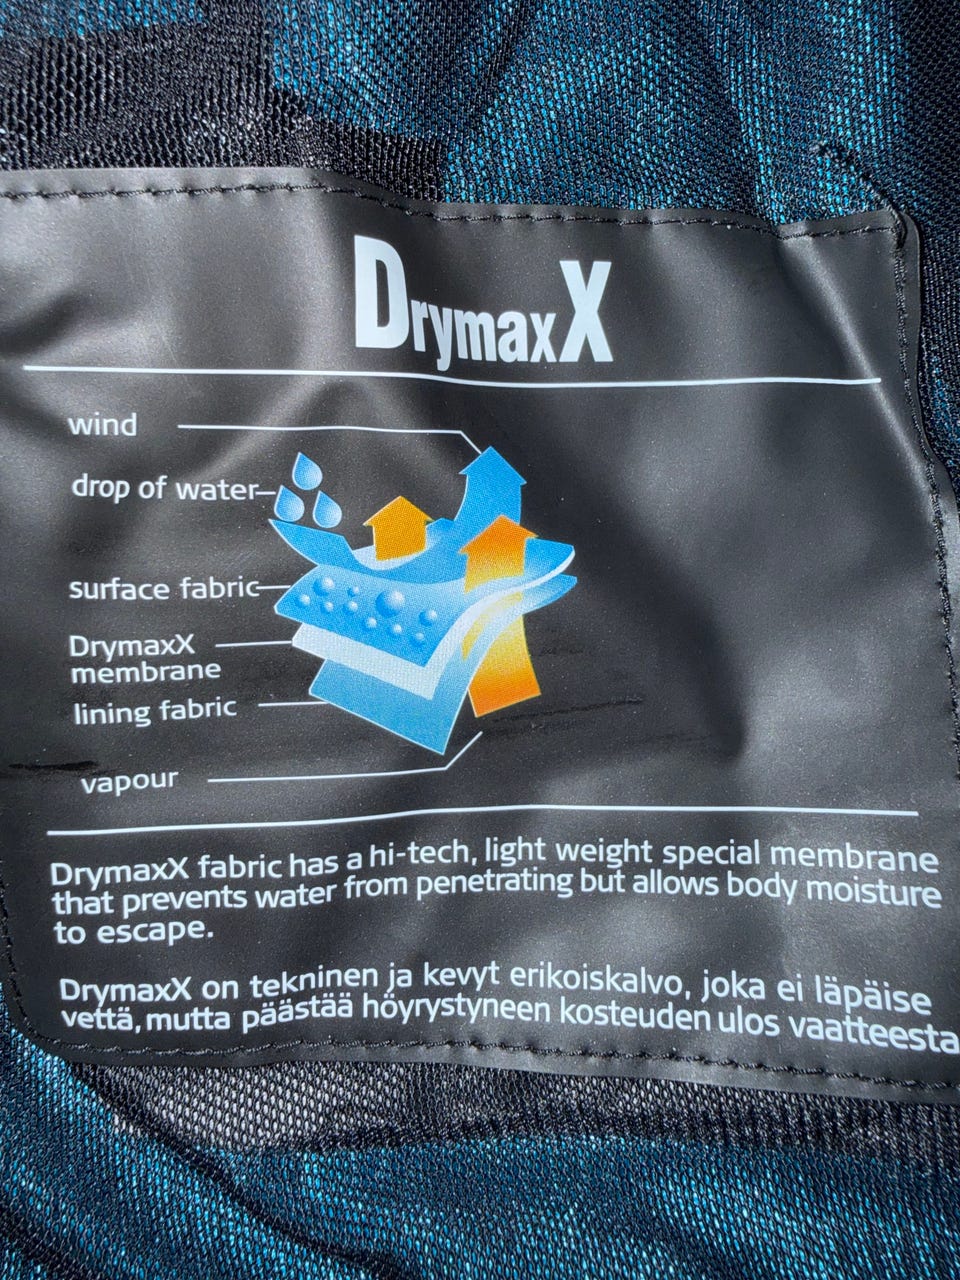 DrymaxX
wind
drop of water
surface fabric
DrymaxX
membrane
lining fabric
vapour
DrymaxX fabric has a hi-tech, light weight special membrane
that prevents water from penetrating but allows body moisture
to escape.
DrymaxX on tekninen ja kevyt erikoiskalvo, joka ei läpäise
vettä, mutta päästää höyrystyneen kosteuden ulos vaatteesta